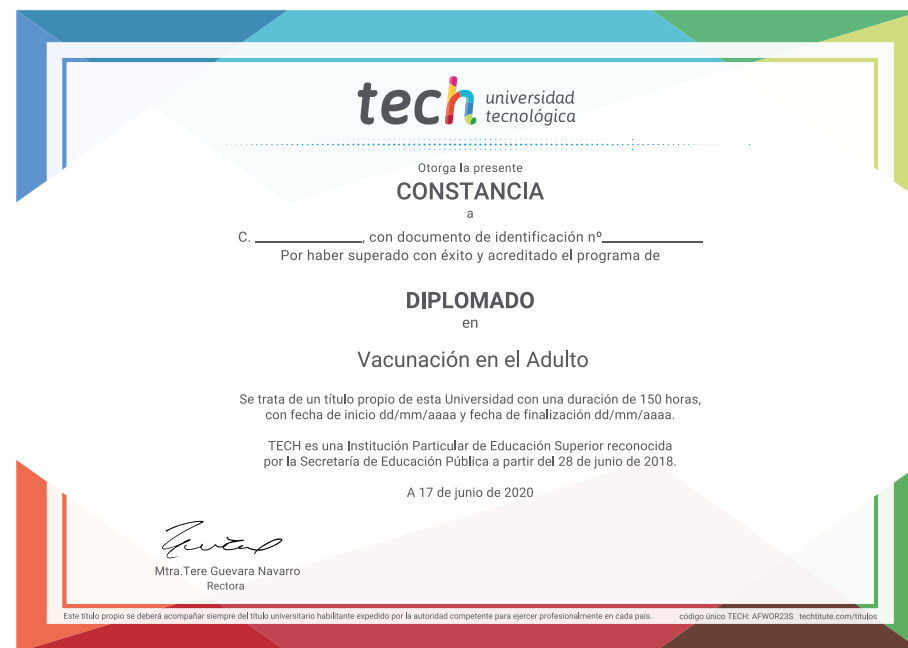 tech universidad
tecnológica
Otorga la presente
CONSTANCIA
a
C. ____________, con documento de identificación nº____________
Por haber superado con éxito y acreditado el programa de
DIPLOMADO
en
Vacunación en el Adulto
Se trata de un título propio de esta Universidad con una duración de 150 horas,
con fecha de inicio dd/mm/aaaa y fecha de finalización dd/mm/aaaa.
TECH es una Institución Particular de Educación Superior reconocida
por la Secretaría de Educación Pública a partir del 28 de junio de 2018.
A 17 de junio de 2020
Mtra.Tere Guevara Navarro
Rectora
Este título propio se deberá acompañar siempre del título universitario habilitante expedido por la autoridad competente para ejercer profesionalmente en cada país. código único TECH: AFWOR23S techtitute.com/titulos